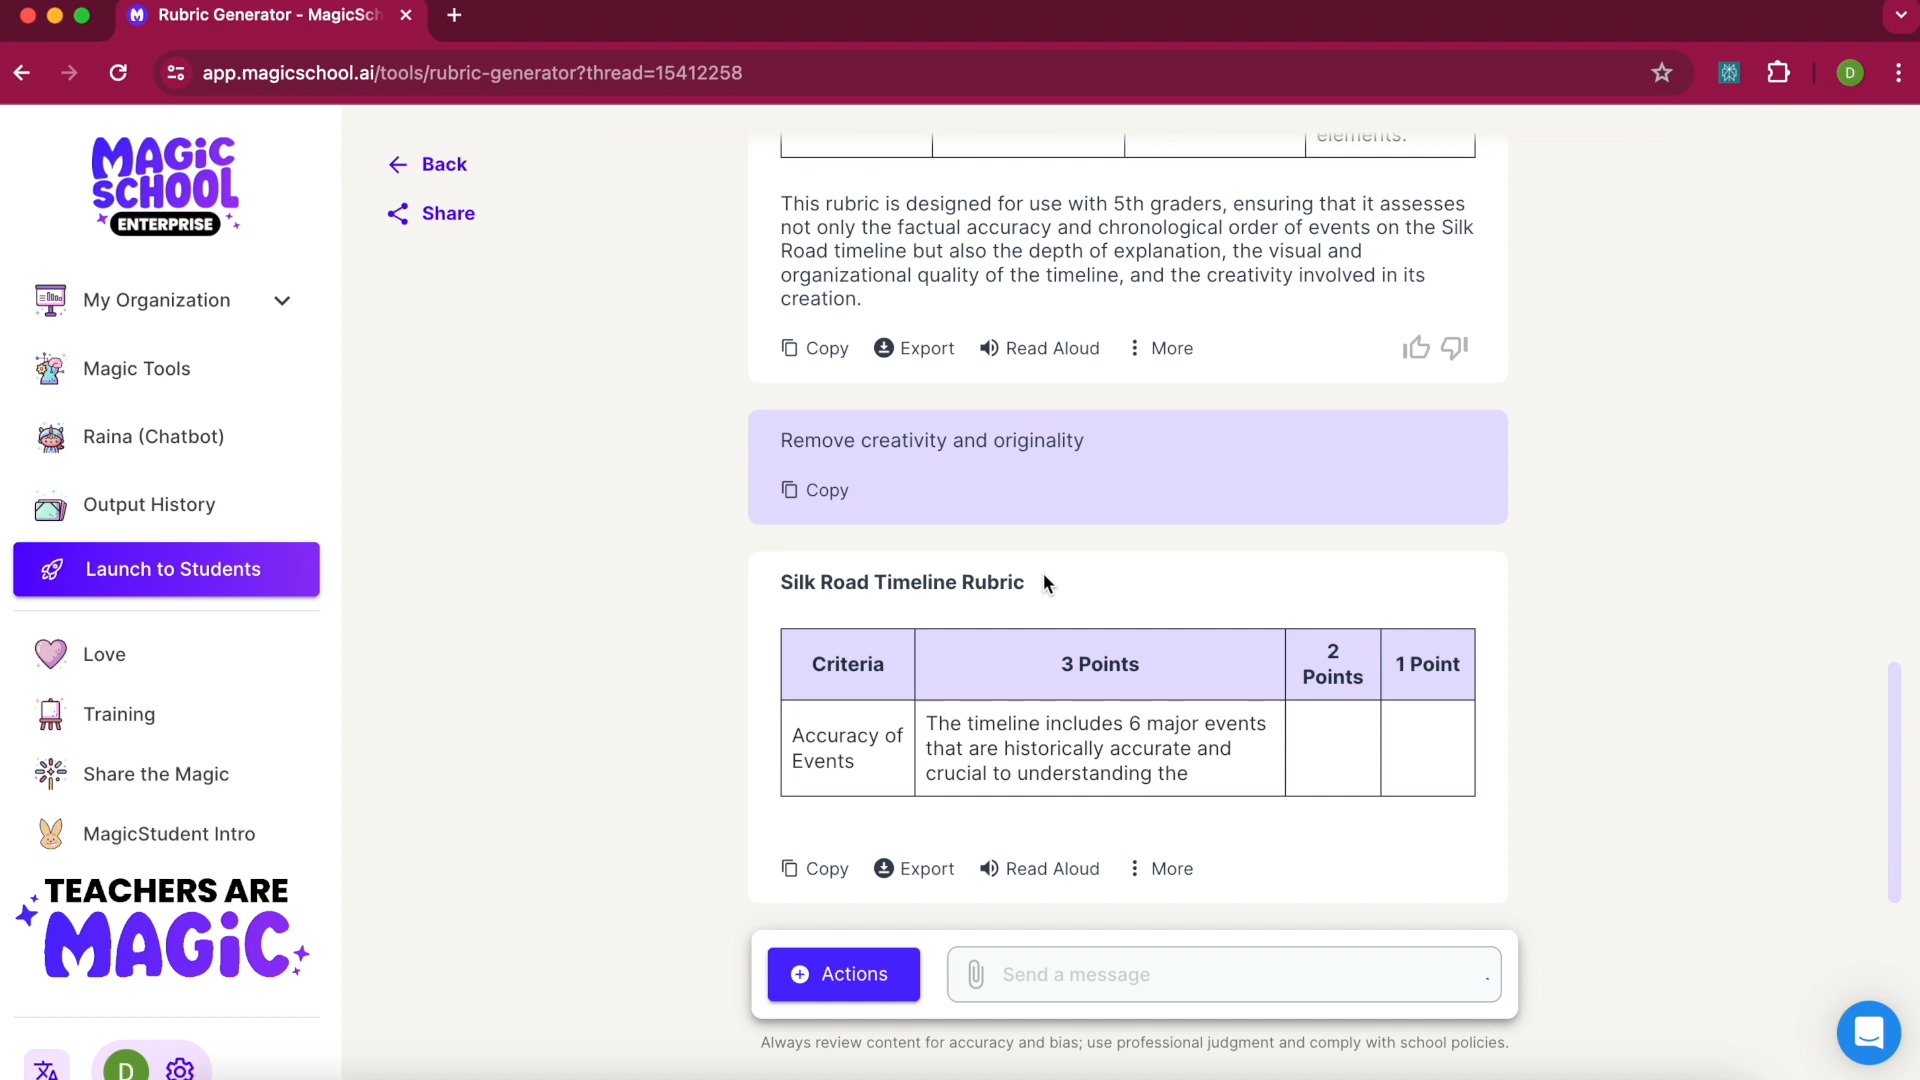 Rubric Generator - MagicSch
app.magicschool.ai/tools/rubric-generator?thread=15412258
D
MAGIC
SCHOOL
ENTERPRISE
My Organization
Magic Tools
Raina (Chatbot)
Output History
Launch to Students
Love
Training
Share the Magic
MagicStudent Intro
TEACHERS ARE
MAGIC
D
Back
Share
elements.
This rubric is designed for use with 5th graders, ensuring that it assesses
not only the factual accuracy and chronological order of events on the Silk
Road timeline but also the depth of explanation, the visual and
organizational quality of the timeline, and the creativity involved in its
creation.
Copy Export Read Aloud More
Remove creativity and originality
Copy
Silk Road Timeline Rubric
Criteria 3 Points 2 Points 1 Point
Accuracy of Events
The timeline includes 6 major events
that are historically accurate and
crucial to understanding the
Copy Export Read Aloud More
Actions Send a message
Always review content for accuracy and bias; use professional judgment and comply with school policies.